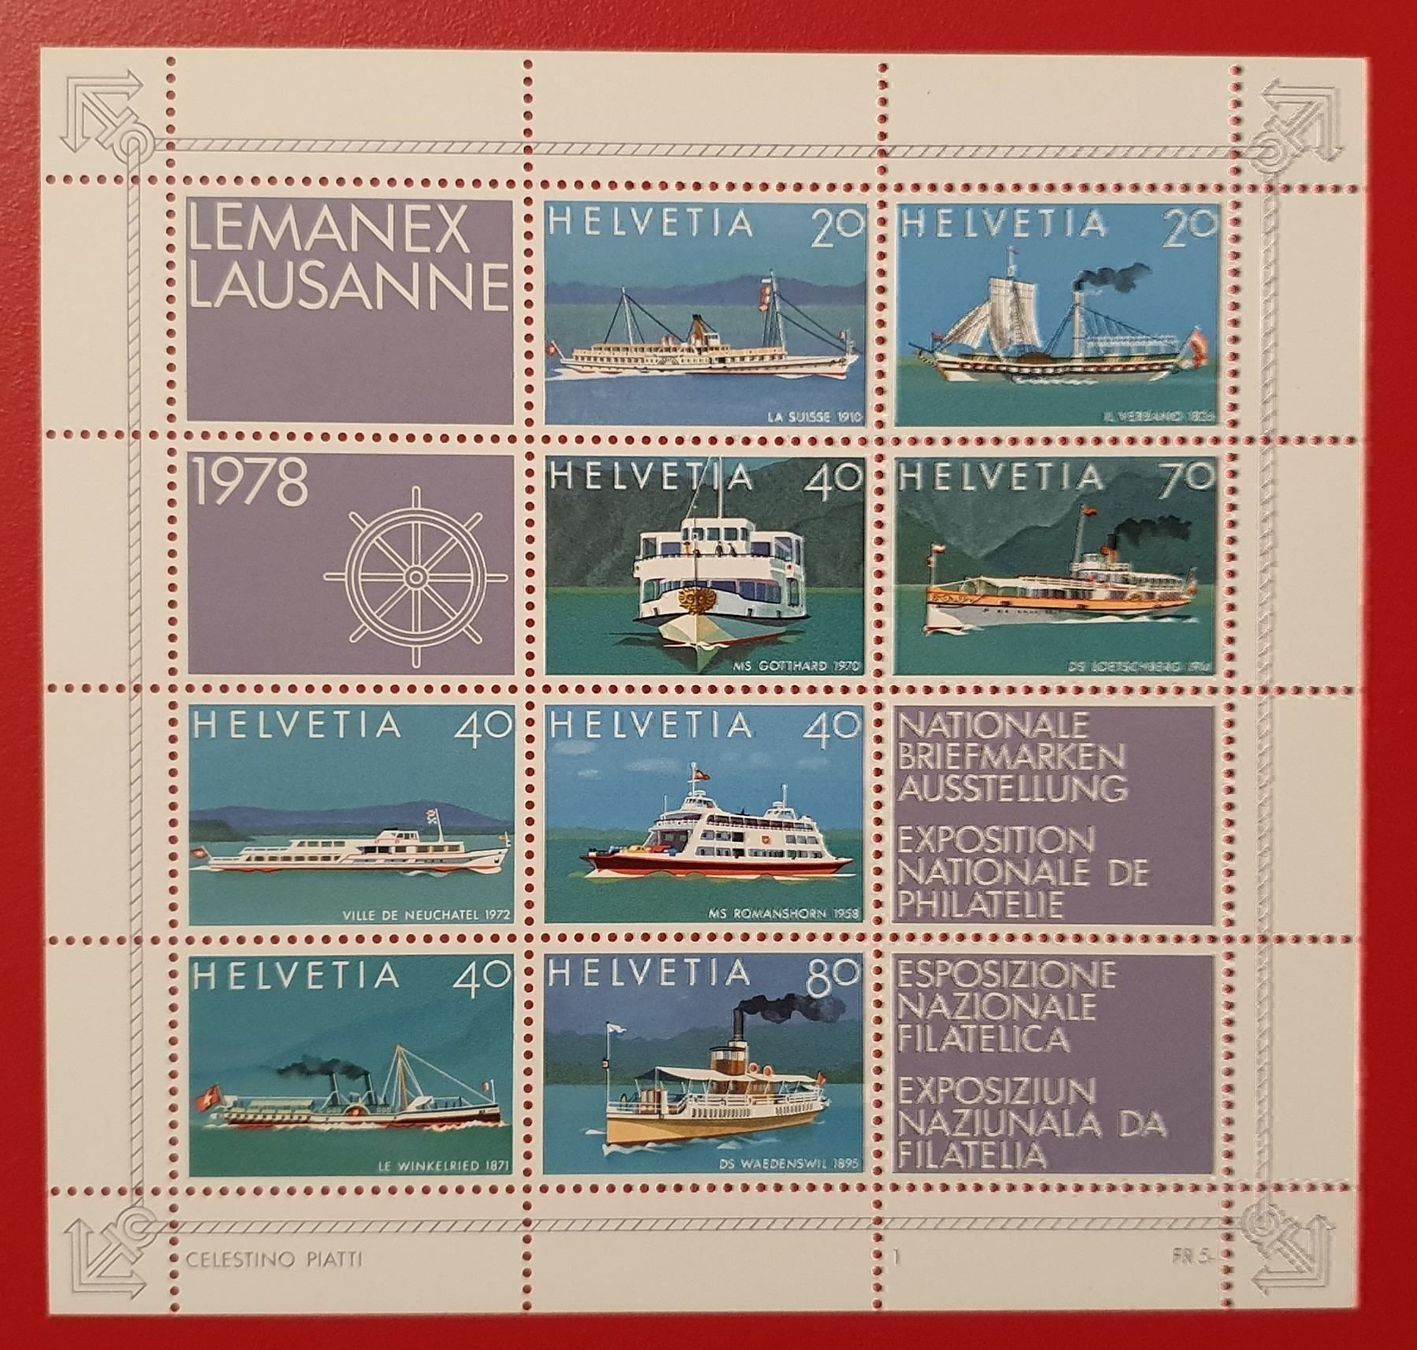 LEMANEX
LAUSANNE
HELVETIA 20
LA SUISSE 1910
HELVETIA 20
IL VERBANO 1826
1978
HELVETIA 40
MS GOTTHARD 1970
HELVETIA 70
DS LOETSCHBERG 1914
HELVETIA 40
VILLE DE NEUCHATEL 1972
HELVETIA 40
MS ROMANSHORN 1958
NATIONALE
BRIEFMARKEN
AUSSTELLUNG
EXPOSITION
NATIONALE DE
PHILATELIE
HELVETIA 40
LE WINKELRIED 1871
HELVETIA 80
DS WAEDENSWIL 1895
ESPOSIZIONE
NAZIONALE
FILATELICA
EXPOSIZIUN
NAZIUNALA DA
FILATELIA
CELESTINO PIATTI
1
FR 5.-